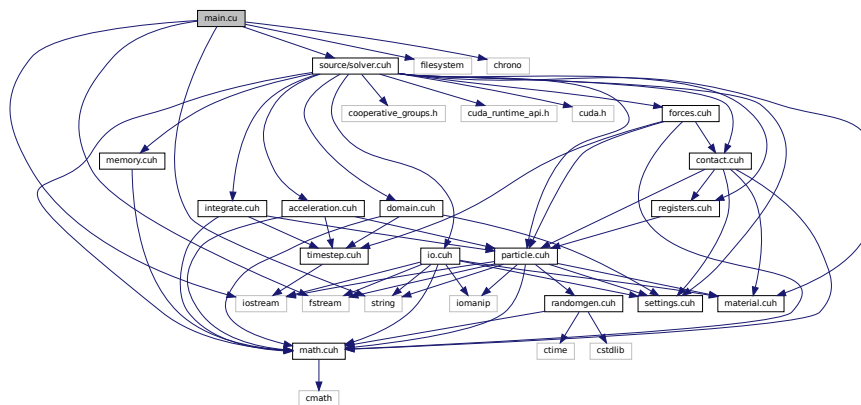 main.cu
source/solver.cuh
filesystem
chrono
cooperative_groups.h
cuda_runtime_api.h
cuda.h
forces.cuh
memory.cuh
contact.cuh
integrate.cuh
acceleration.cuh
domain.cuh
registers.cuh
timestep.cuh
io.cuh
particle.cuh
iostream
fstream
string
iomanip
randomgen.cuh
settings.cuh
material.cuh
math.cuh
ctime
cstdlib
cmath